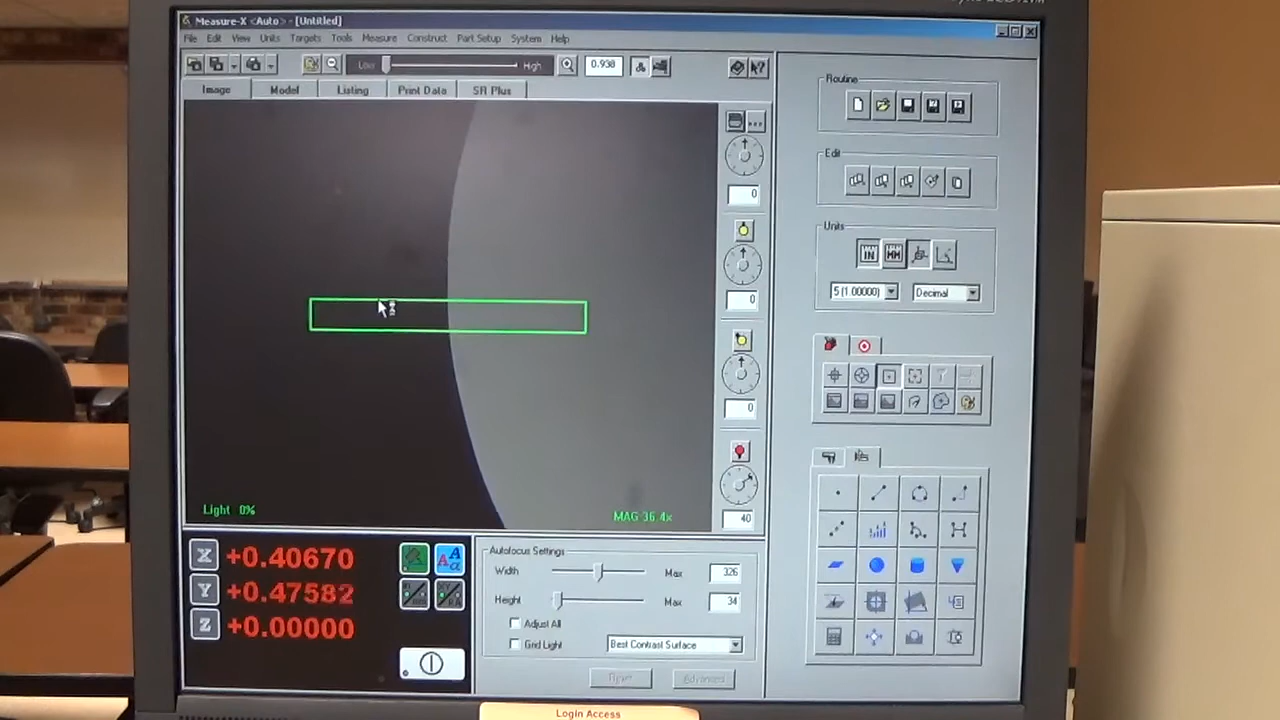 Measure-X <Auto> - [Untitled]
File Edit View Units Targets Tools Measure Construct Part Setup System Help
Low High 0.938
Image Model Listing Print Data SR Plus
Routine
Edit
0
Units
0
IN MM
5 (1.00000) Decimal
0
Light 0% MAG 36.4x
40
X +0.40670
Y +0.47582
Z +0.00000
Autofocus Settings
Width Max 326
Height Max 34
Adjust All
Grid Light Best Contrast Surface
Advanced
Login Access